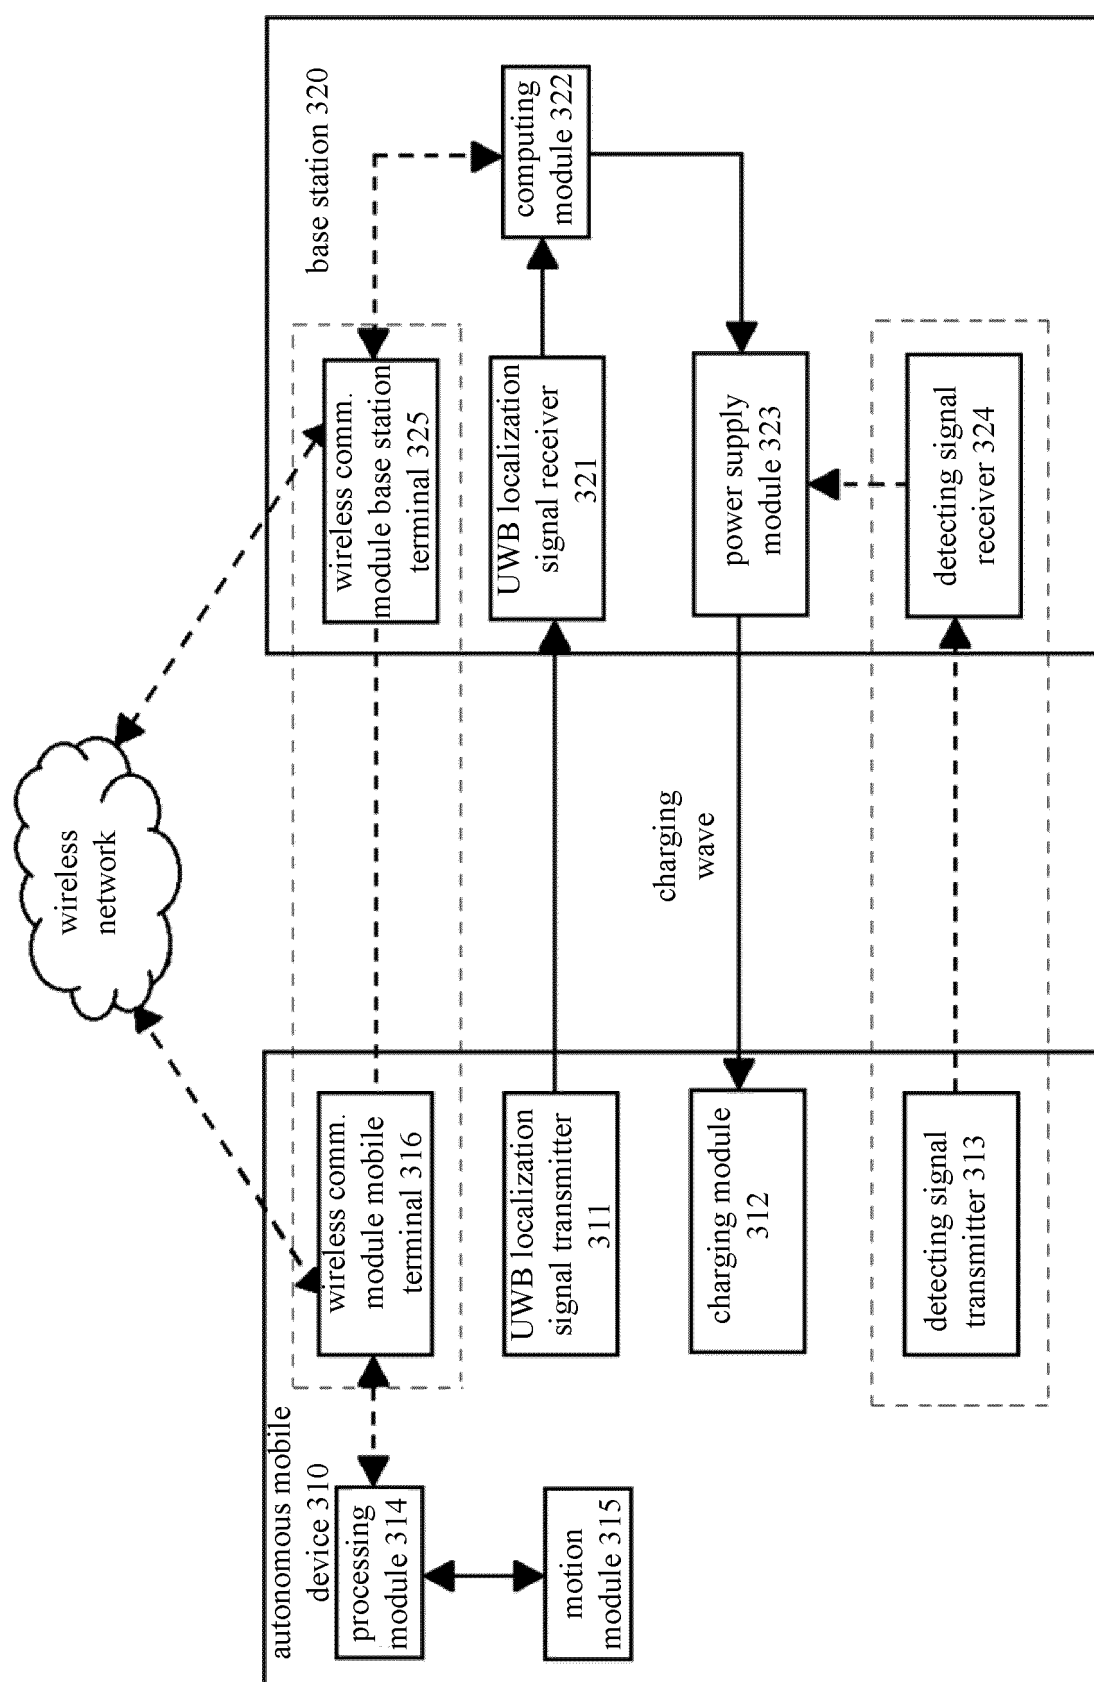 wireless
network
autonomous mobile
device 310
processing
module 314
motion
module 315
wireless comm.
module mobile
terminal 316
UWB localization
signal transmitter
311
charging module
312
detecting signal
transmitter 313
charging
wave
base station 320
wireless comm.
module base station
terminal 325
UWB localization
signal receiver
321
computing
module 322
power supply
module 323
detecting signal
receiver 324